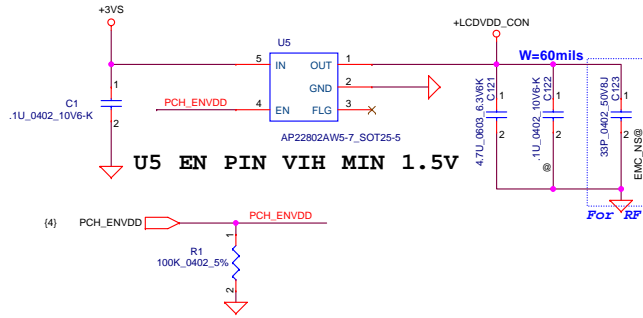 +3VS
+LCDVDD_CON
U5
W=60mils
5 IN OUT 1
GND 2
PCH_ENVDD 4 EN FLG 3
AP22802AW5-7_SOT25-5
1
C1
.1U_0402_10V6-K
2
1
2
4.7U_0603_6.3V6K
C121
1
2
.1U_0402_10V6-K
C122
@
1
2
33P_0402_50V8J
C123
EMC_NS@
U5 EN PIN VIH MIN 1.5V
For RF
{4} PCH_ENVDD PCH_ENVDD
1
R1
100K_0402_5%
2